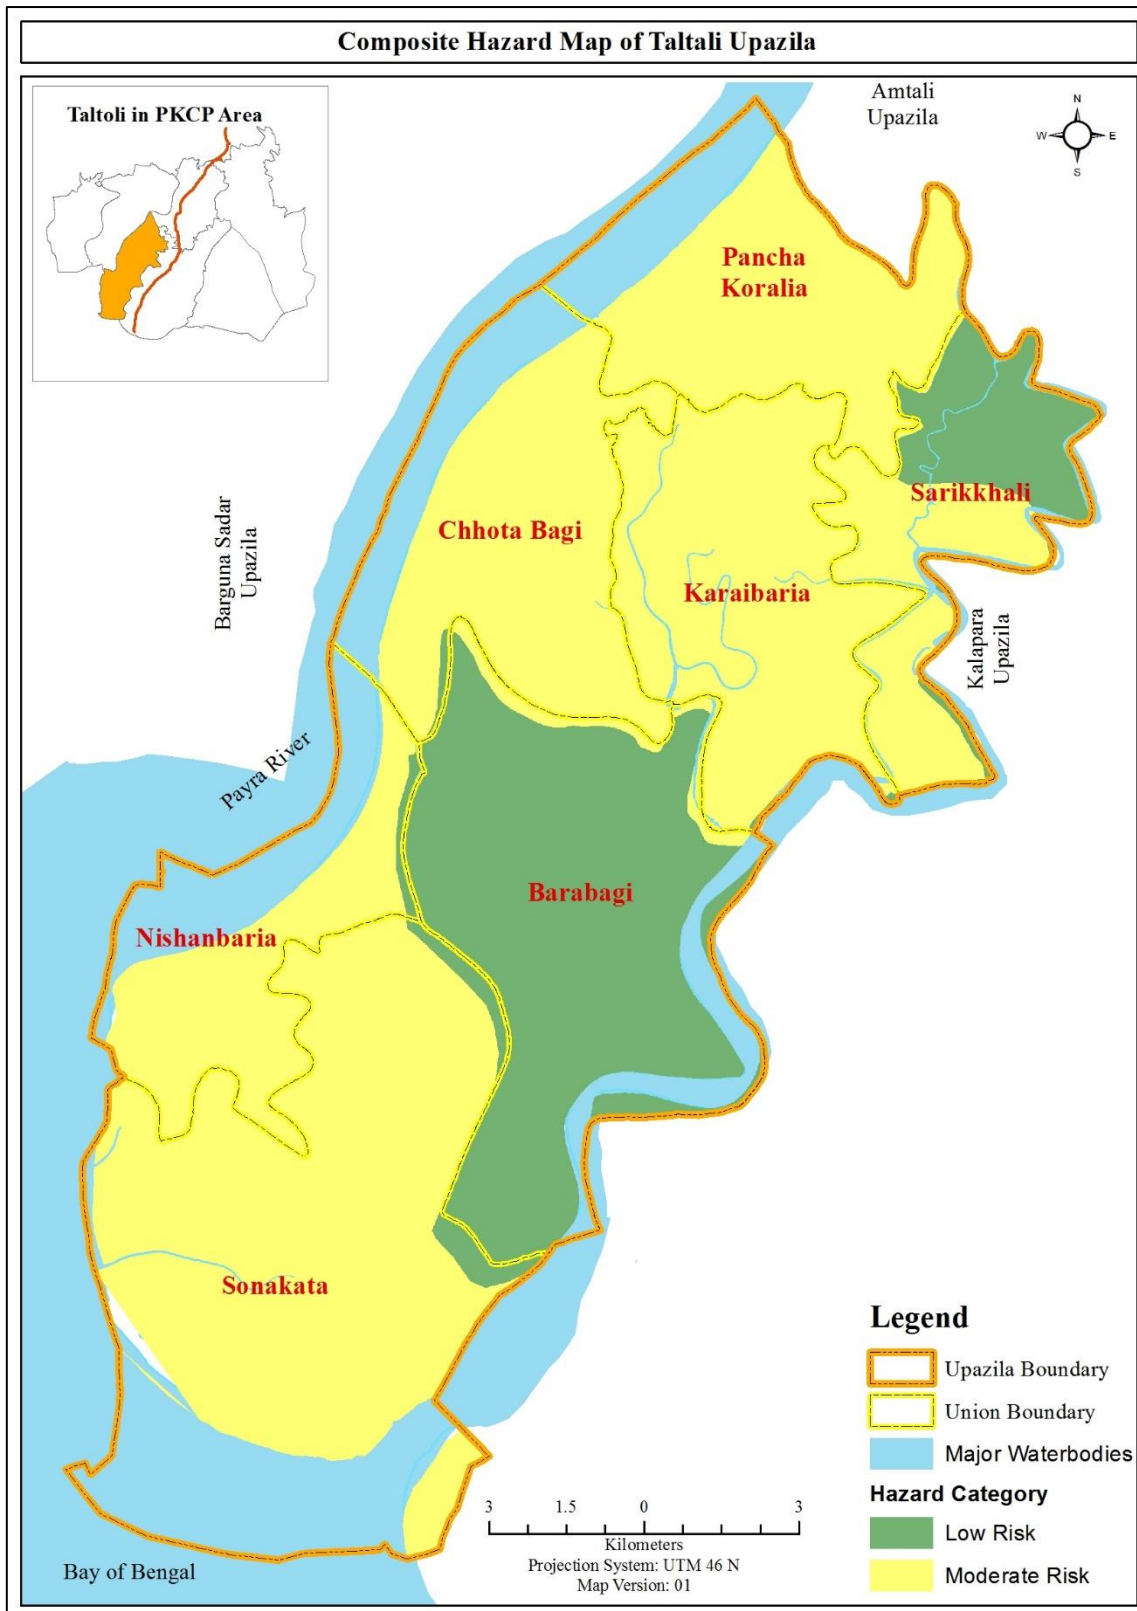 Composite Hazard Map of Taltali Upazila
Taltoli in PKCP Area
Amtali
Upazila
N
W
E
S
Pancha
Koralia
Sarikkhali
Chhota Bagi
Karaibaria
Barguna Sadar
Upazila
Kalapara
Upazila
Payra River
Barabagi
Nishanbaria
Sonakata
Bay of Bengal
Legend
Upazila Boundary
Union Boundary
Major Waterbodies
Hazard Category
Low Risk
Moderate Risk
3 1.5 0 3
Kilometers
Projection System: UTM 46 N
Map Version: 01